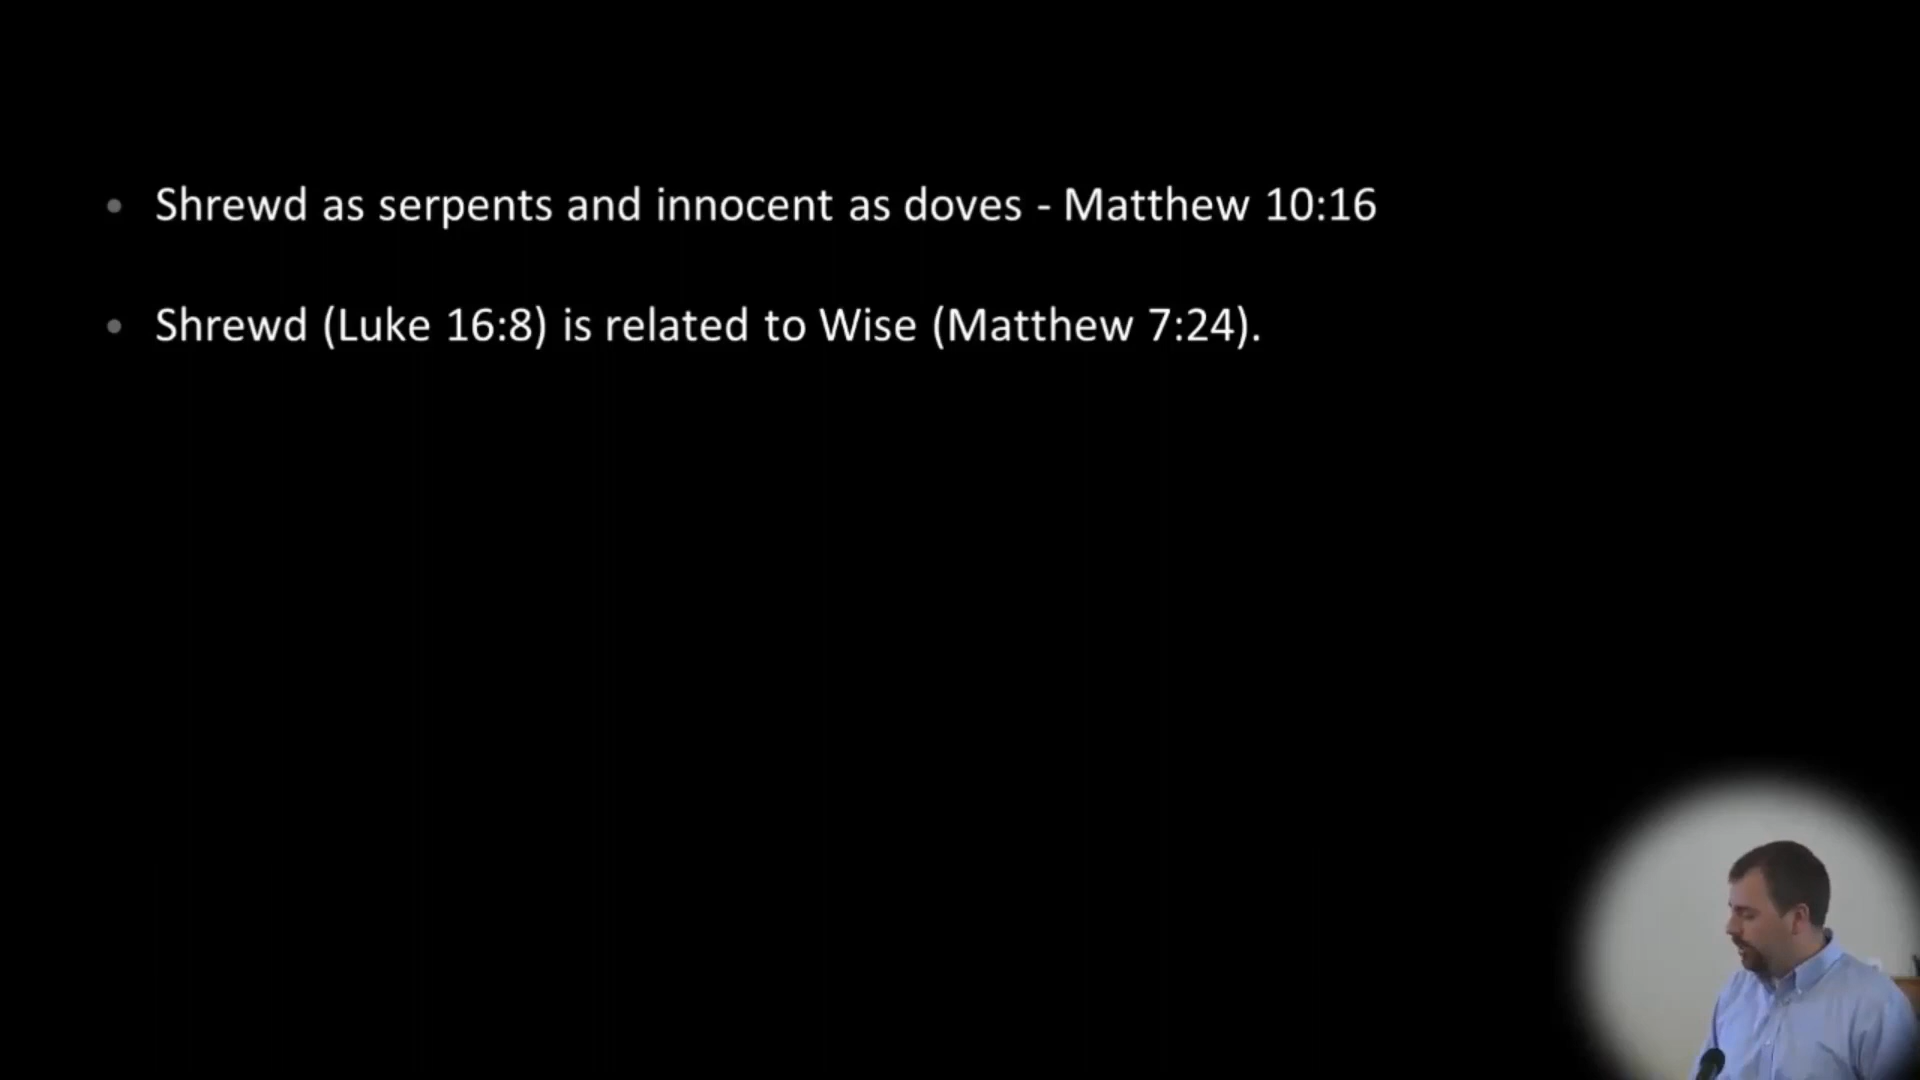 Shrewd as serpents and innocent as doves - Matthew 10:16
Shrewd (Luke 16:8) is related to Wise (Matthew 7:24).